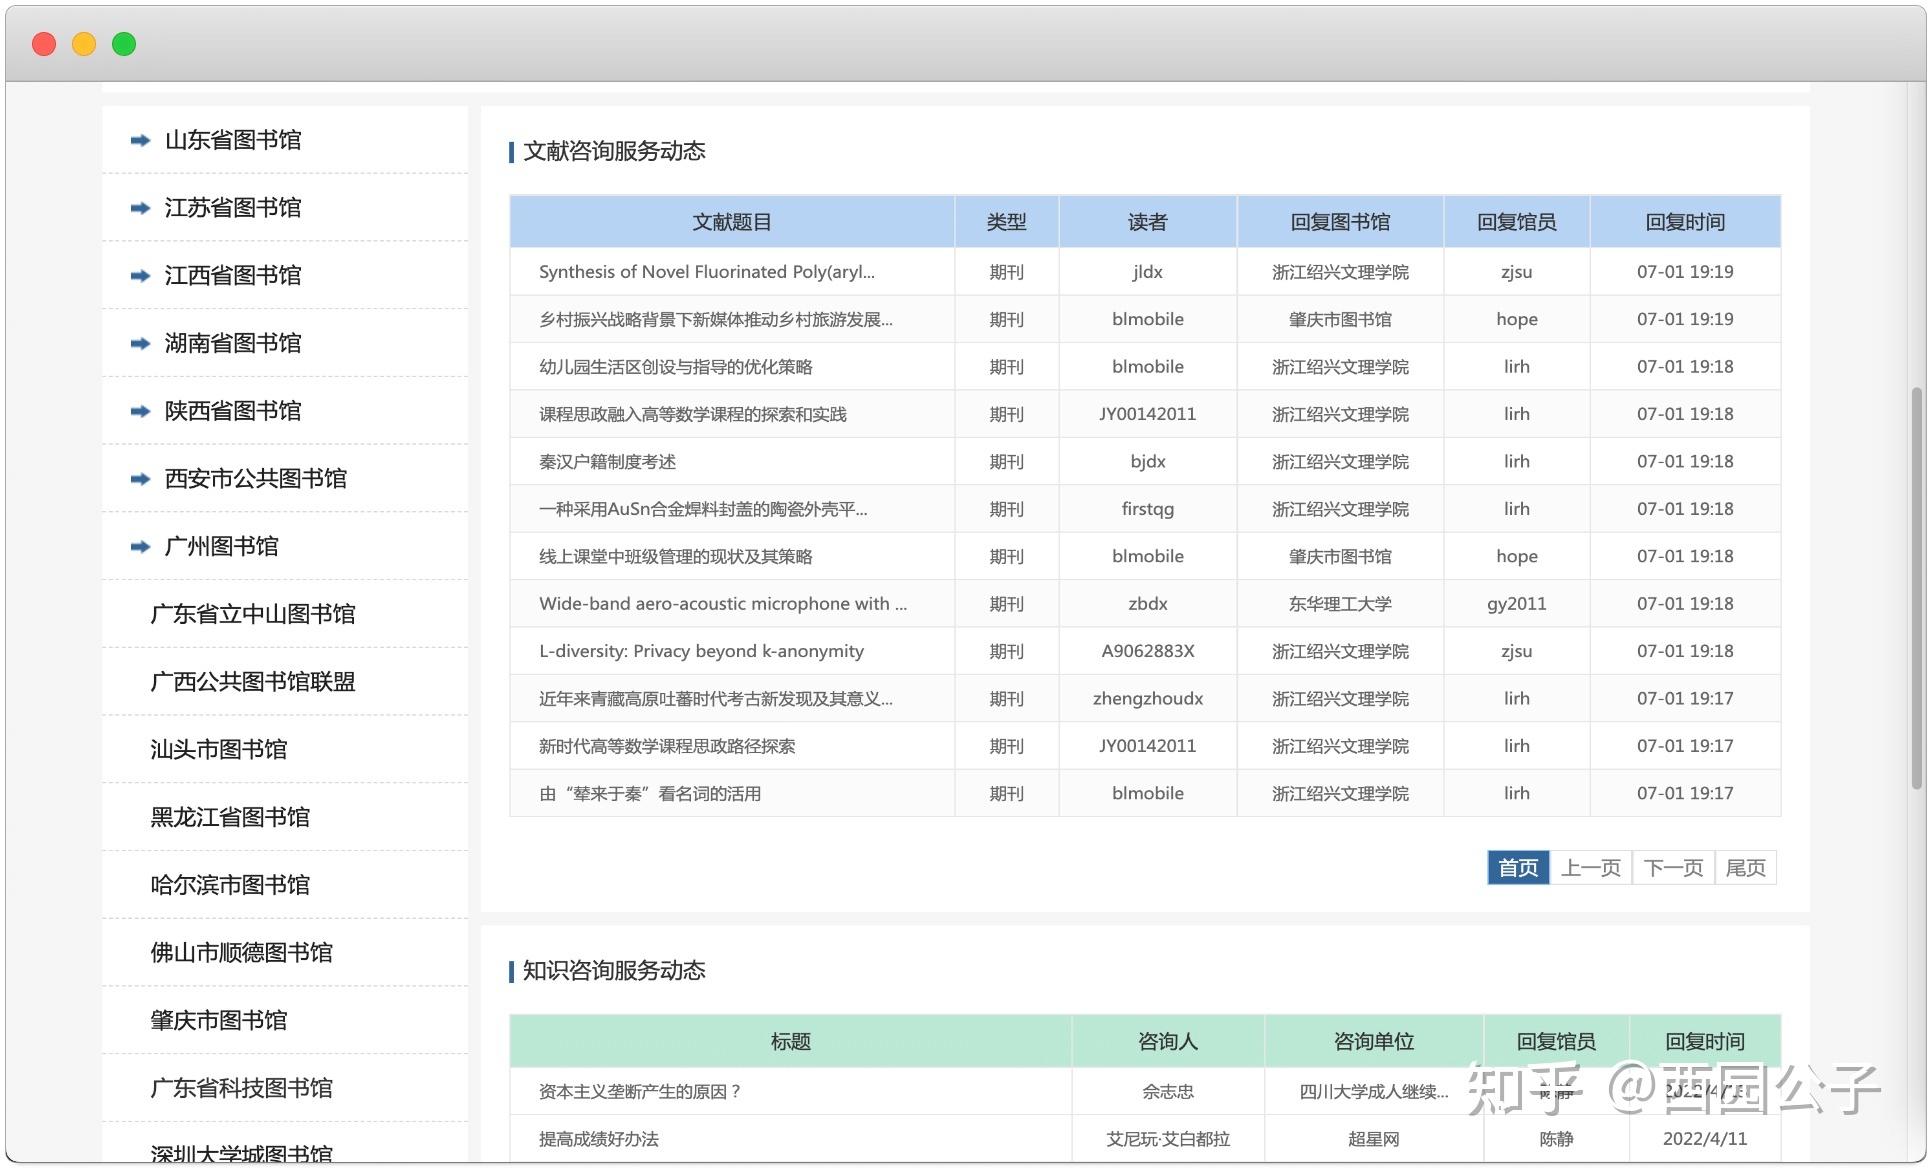 山东省图书馆
江苏省图书馆
江西省图书馆
湖南省图书馆
陕西省图书馆
西安市公共图书馆
广州图书馆
广东省立中山图书馆
广西公共图书馆联盟
汕头市图书馆
黑龙江省图书馆
哈尔滨市图书馆
佛山市顺德图书馆
肇庆市图书馆
广东省科技图书馆
深圳大学城图书馆
文献咨询服务动态
文献题目 类型 读者 回复图书馆 回复馆员 回复时间
Synthesis of Novel Fluorinated Poly(aryl... 期刊 jldx 浙江绍兴文理学院 zjsu 07-01 19:19
乡村振兴战略背景下新媒体推动乡村旅游发展... 期刊 blmobile 肇庆市图书馆 hope 07-01 19:19
幼儿园生活区创设与指导的优化策略 期刊 blmobile 浙江绍兴文理学院 lirh 07-01 19:18
课程思政融入高等数学课程的探索和实践 期刊 JY00142011 浙江绍兴文理学院 lirh 07-01 19:18
秦汉户籍制度考述 期刊 bjdx 浙江绍兴文理学院 lirh 07-01 19:18
一种采用AuSn合金焊料封盖的陶瓷外壳平... 期刊 firstqg 浙江绍兴文理学院 lirh 07-01 19:18
线上课堂中班级管理的现状及其策略 期刊 blmobile 肇庆市图书馆 hope 07-01 19:18
Wide-band aero-acoustic microphone with ... 期刊 zbdx 东华理工大学 gy2011 07-01 19:18
L-diversity: Privacy beyond k-anonymity 期刊 A9062883X 浙江绍兴文理学院 zjsu 07-01 19:18
近年来青藏高原吐蕃时代考古新发现及其意义... 期刊 zhengzhoudx 浙江绍兴文理学院 lirh 07-01 19:17
新时代高等数学课程思政路径探索 期刊 JY00142011 浙江绍兴文理学院 lirh 07-01 19:17
由“辇来于秦”看名词的活用 期刊 blmobile 浙江绍兴文理学院 lirh 07-01 19:17
首页 上一页 下一页 尾页
知识咨询服务动态
标题 咨询人 咨询单位 回复馆员 回复时间
资本主义垄断产生的原因？ 佘志忠 四川大学成人继续... 陈静
提高成绩好办法 艾尼玩·艾白都拉 超星网 陈静 2022/4/11
知乎 @西园公子